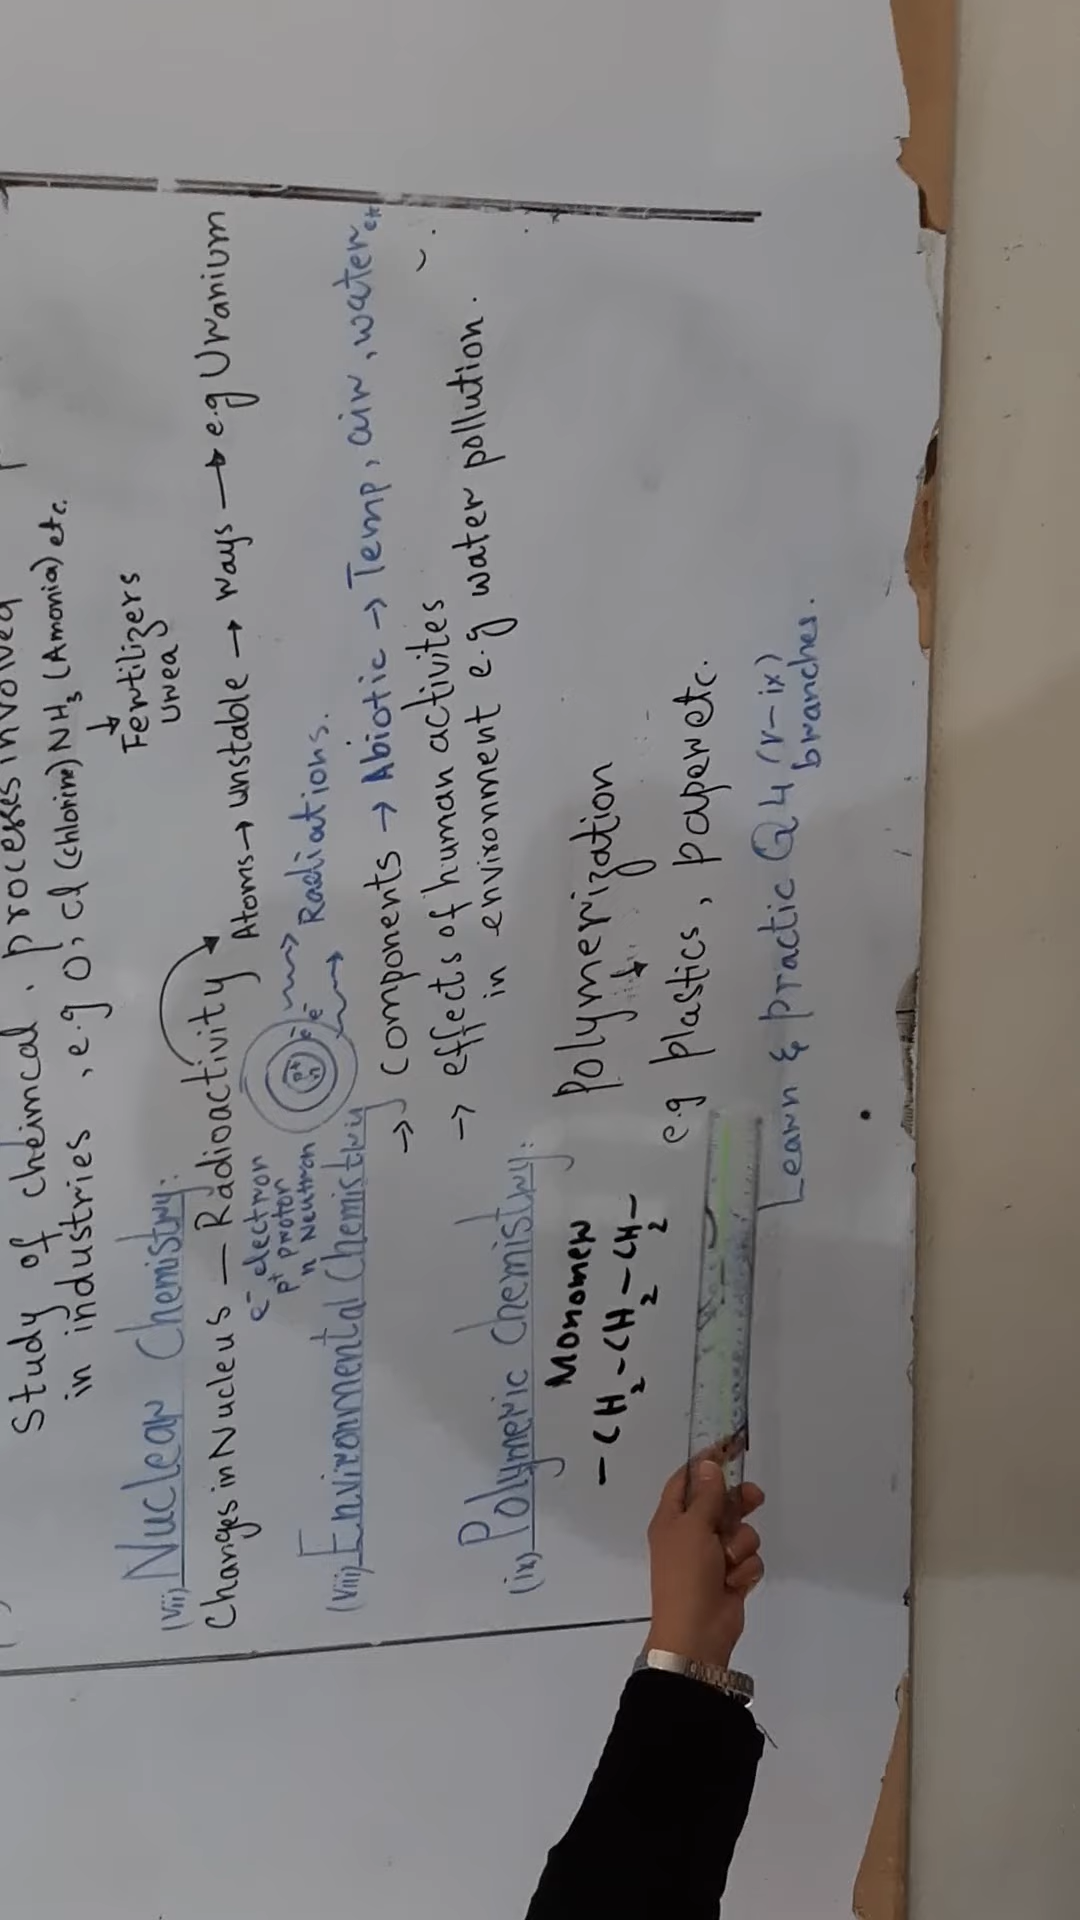 Study of cheimcal. processes involved
in industries, e.g O, cl (chlorine) NH3 (Amonia) etc.
↓
Fertilizers
urea
(vii) Nuclear Chemistry:
Changes in Nucleus — Radioactivity Atoms → unstable → ways → e.g Uranium
e- electron
p+ proton
n Neutron
p+
n
e-
e-
Radiations.
(viii) Environmental Chemistry
→ Components → Abiotic → Temp, air, water etc
→ effects of human activites
in environment e.g water pollution.
(ix) Polymeric Chemistry:
Monomer Polymerization
-CH2-CH2-CH2-
e.g plastics, paper etc.
Learn & practic Q4 (v-ix)
branches.